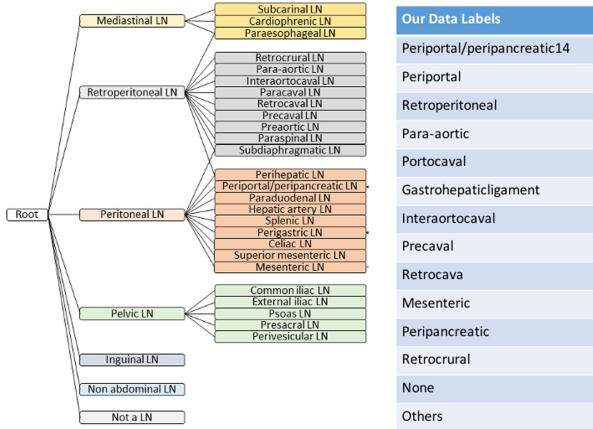 Root
Mediastinal LN
Subcarinal LN
Cardiophrenic LN
Paraesophageal LN
Retroperitoneal LN
Retrocrural LN
Para-aortic LN
Interaortocaval LN
Paracaval LN
Retrocaval LN
Precaval LN
Preaortic LN
Paraspinal LN
Subdiaphragmatic LN
Peritoneal LN
Perihepatic LN
Periportal/peripancreatic LN
Paraduodenal LN
Hepatic artery LN
Splenic LN
Perigastric LN
Celiac LN
Superior mesenteric LN
Mesenteric LN
Pelvic LN
Common iliac LN
External iliac LN
Psoas LN
Presacral LN
Perivesicular LN
Inguinal LN
Non abdominal LN
Not a LN
Our Data Labels
Periportal/peripancreatic14
Periportal
Retroperitoneal
Para-aortic
Portocaval
Gastrohepaticligament
Interaortocaval
Precaval
Retrocava
Mesenteric
Peripancreatic
Retrocrural
None
Others